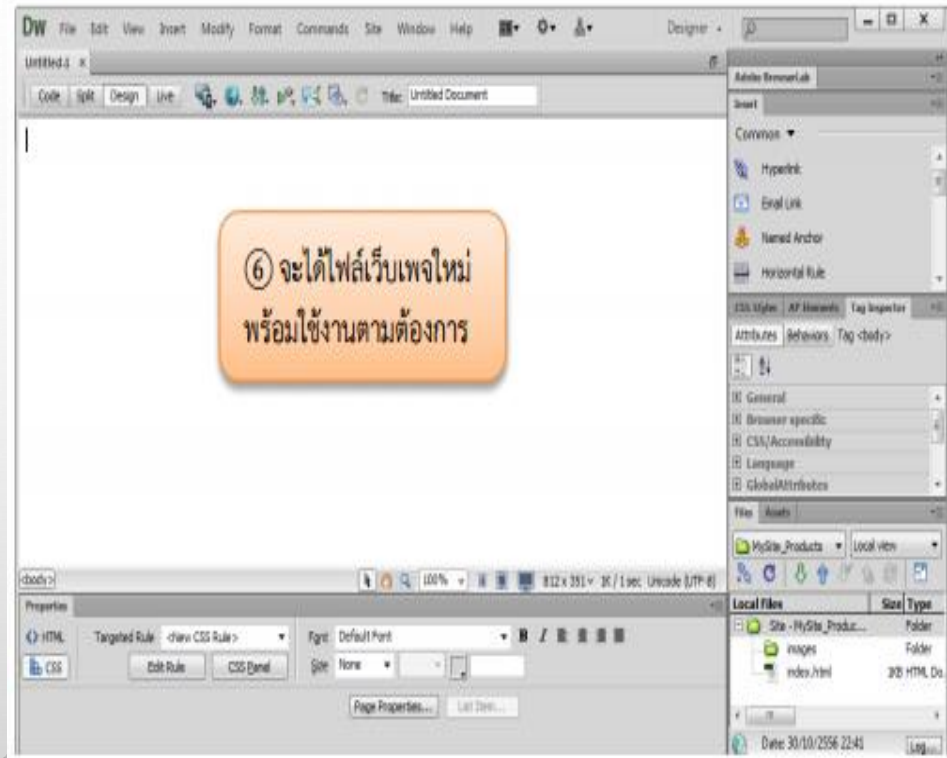 DW File Edit View Insert Modify Format Commands Site Window Help Designer
Untitled-1 ×
Code Split Design Live Title: Untitled Document
⑥ จะได้ไฟล์เว็บเพจใหม่
พร้อมใช้งานตามต้องการ
<body> 100% 812 x 351 1K / 1 sec Unicode (UTF-8)
Properties
<> HTML Targeted Rule <New CSS Rule> Font Default Font B I
CSS Edit Rule CSS Panel Size None
Page Properties... List Item...
Adobe BrowserLab
Insert
Common
Hyperlink
Email Link
Named Anchor
Horizontal Rule
CSS Styles AP Elements Tag Inspector
Attributes Behaviors Tag <body>
General
Browser specific
CSS/Accessibility
Language
GlobalAttributes
Files Assets
MySite_Products Local view
Local Files Size Type
Site - MySite_Produc... Folder
images Folder
index.html 1KB HTML Do.
Date: 30/10/2556 22:41 Log...